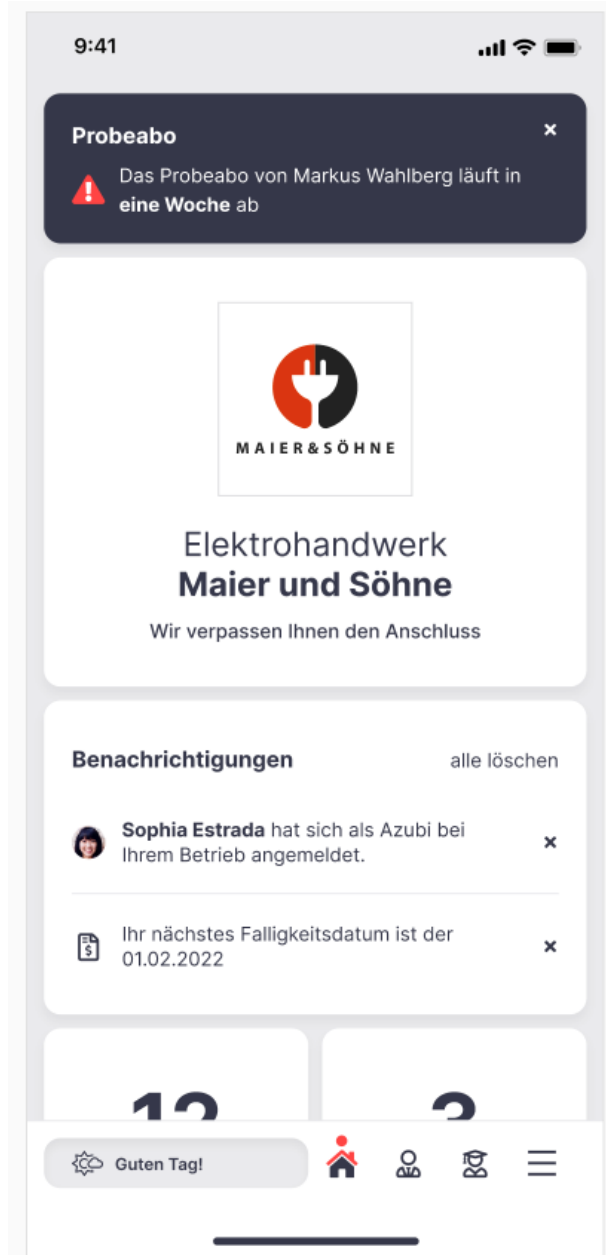 9:41
Probeabo
Das Probeabo von Markus Wahlberg läuft in
eine Woche ab
MAIER&SÖHNE
Elektrohandwerk
Maier und Söhne
Wir verpassen Ihnen den Anschluss
Benachrichtigungen alle löschen
Sophia Estrada hat sich als Azubi bei
Ihrem Betrieb angemeldet.
Ihr nächstes Falligkeitsdatum ist der
01.02.2022
12 3
Guten Tag!